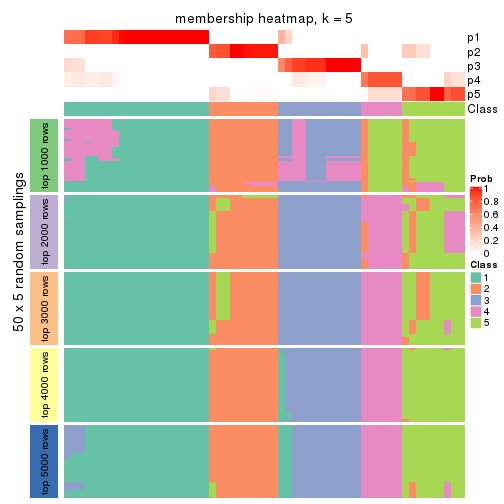 membership heatmap, k = 5
p1
p2
p3
p4
p5
Class
50 x 5 random samplings
top 1000 rows
top 2000 rows
top 3000 rows
top 4000 rows
top 5000 rows
Prob
1
0.8
0.6
0.4
0.2
0
Class
1
2
3
4
5